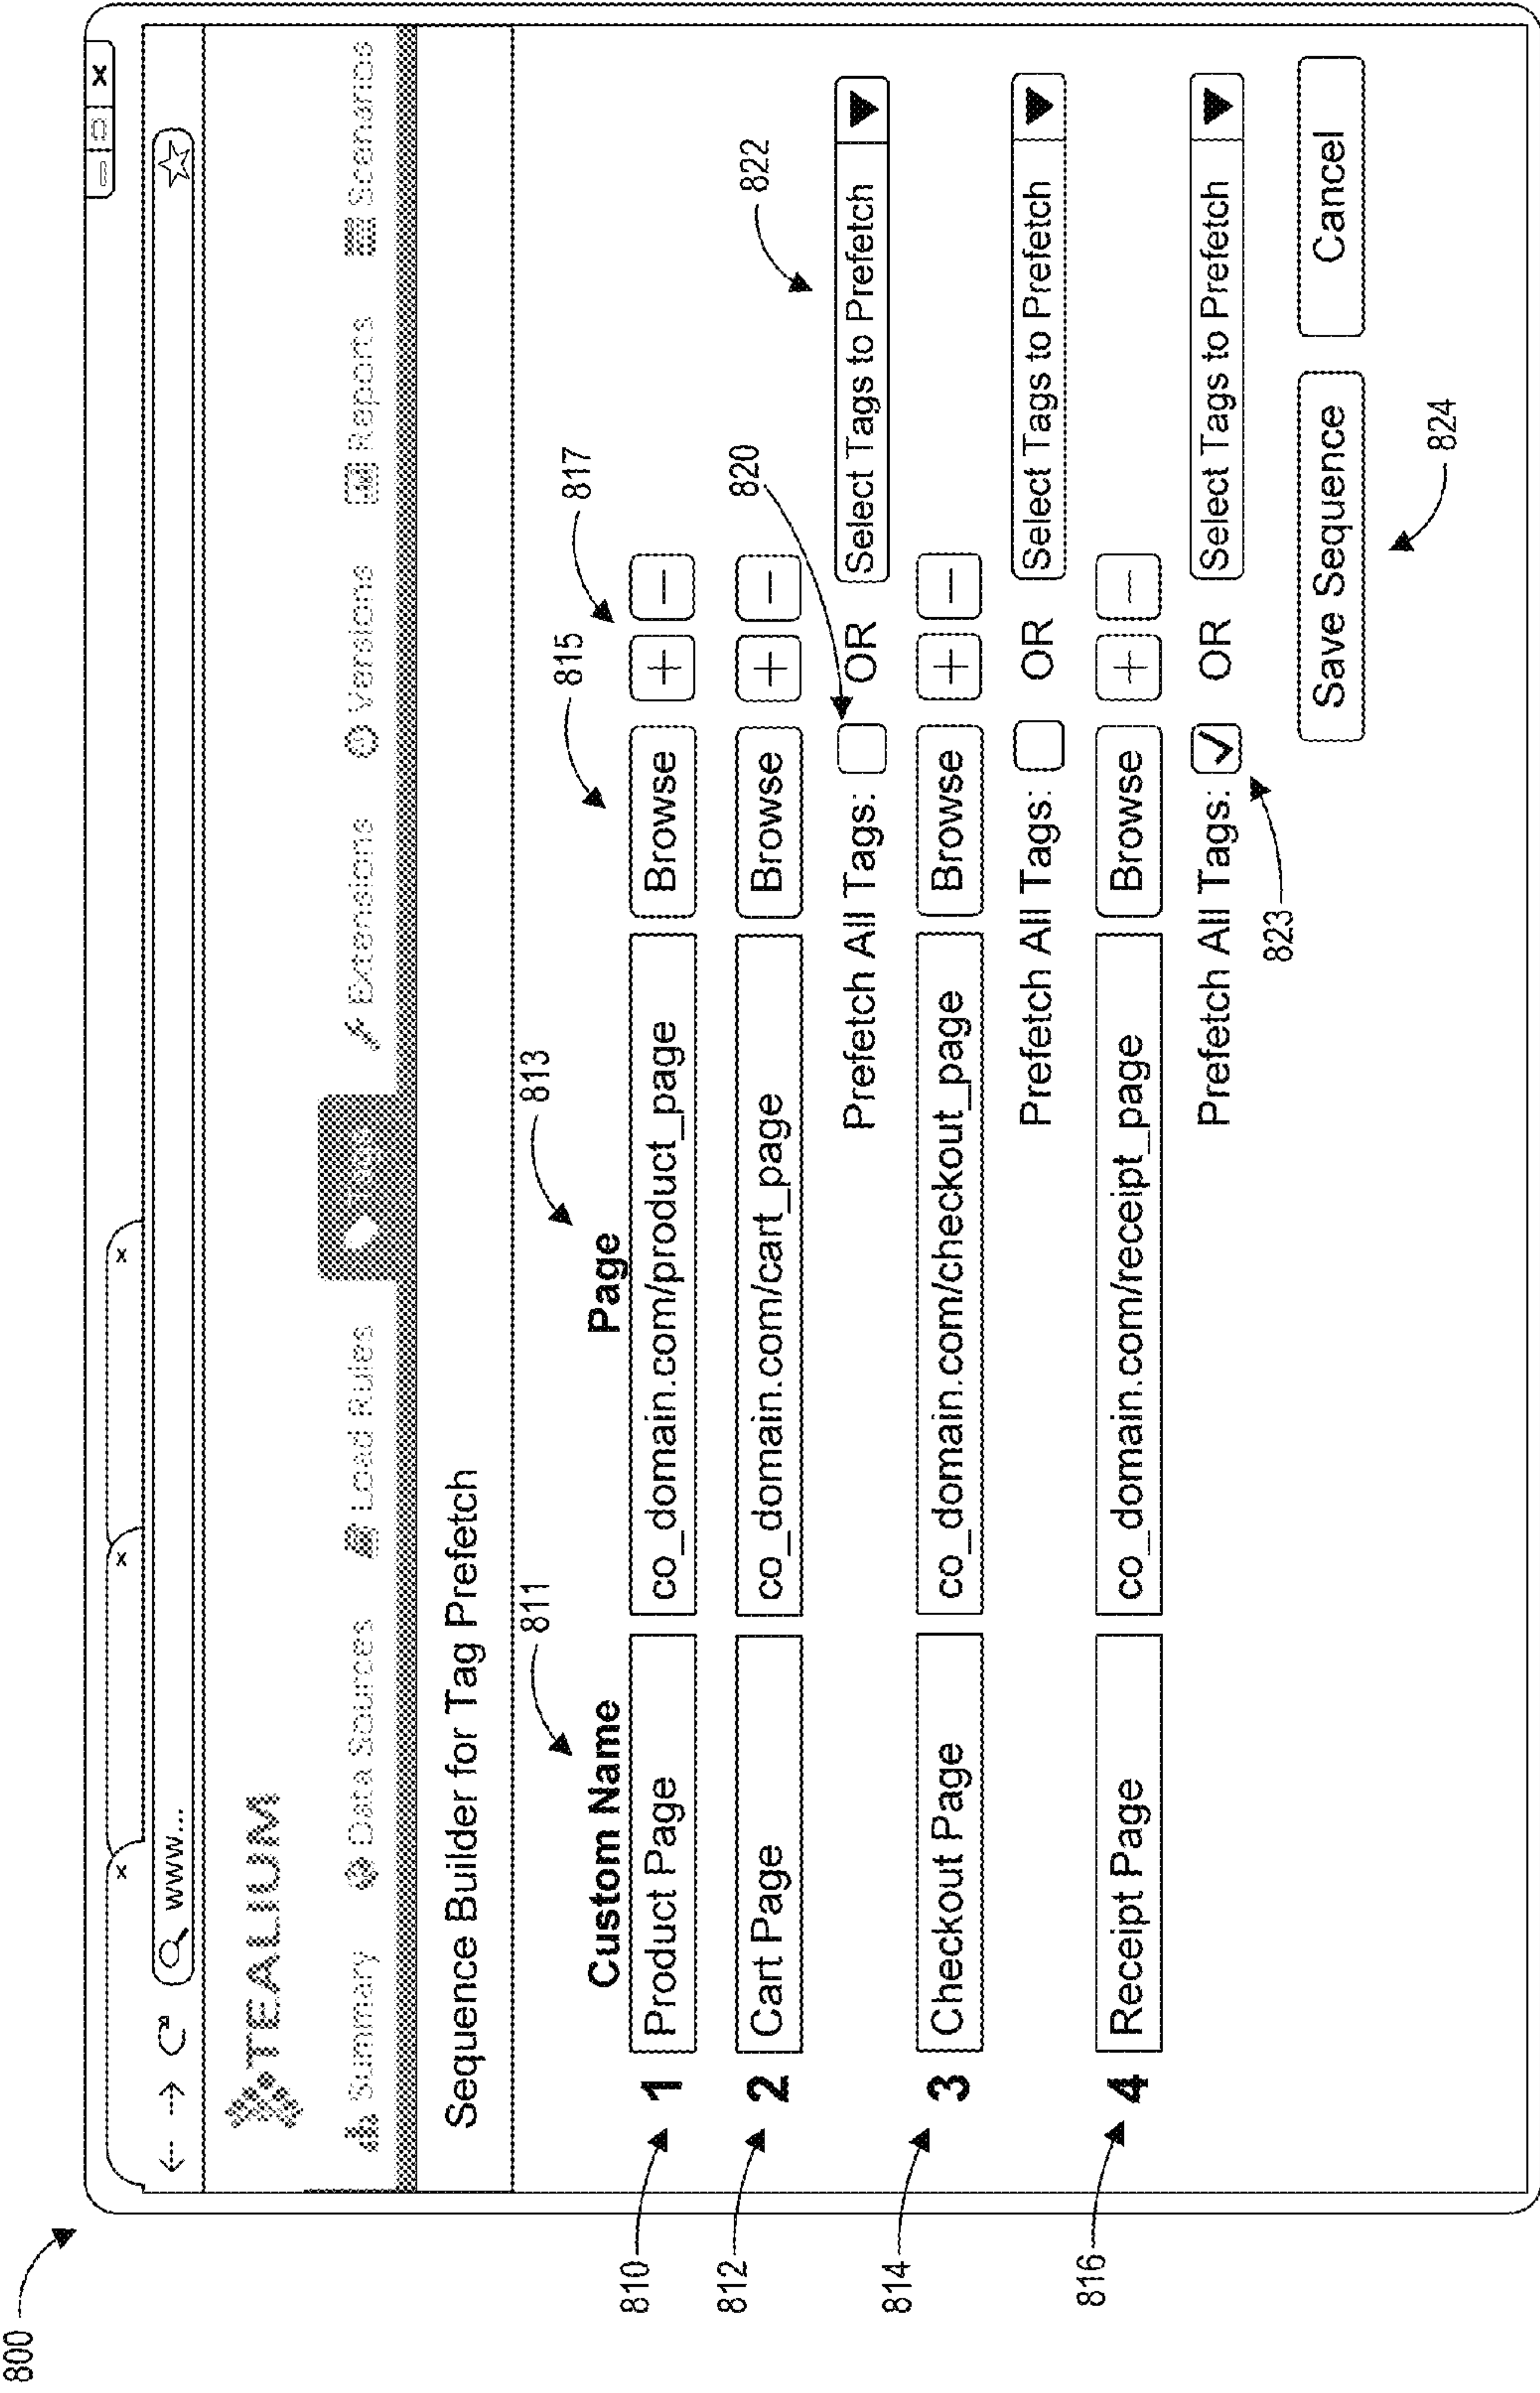 800
x x x
www...
TEALIUM
Summary Data Sources Load Rules Tags Extensions Versions Reports Scenarios
Sequence Builder for Tag Prefetch
811 813 815 817
Custom Name Page
810 1 Product Page co_domain.com/product_page Browse + −
812 2 Cart Page co_domain.com/cart_page Browse + −
820 822
Prefetch All Tags: OR Select Tags to Prefetch
814 3 Checkout Page co_domain.com/checkout_page Browse + −
Prefetch All Tags: OR Select Tags to Prefetch
816 4 Receipt Page co_domain.com/receipt_page Browse + −
Prefetch All Tags: OR Select Tags to Prefetch
823
Save Sequence Cancel
824